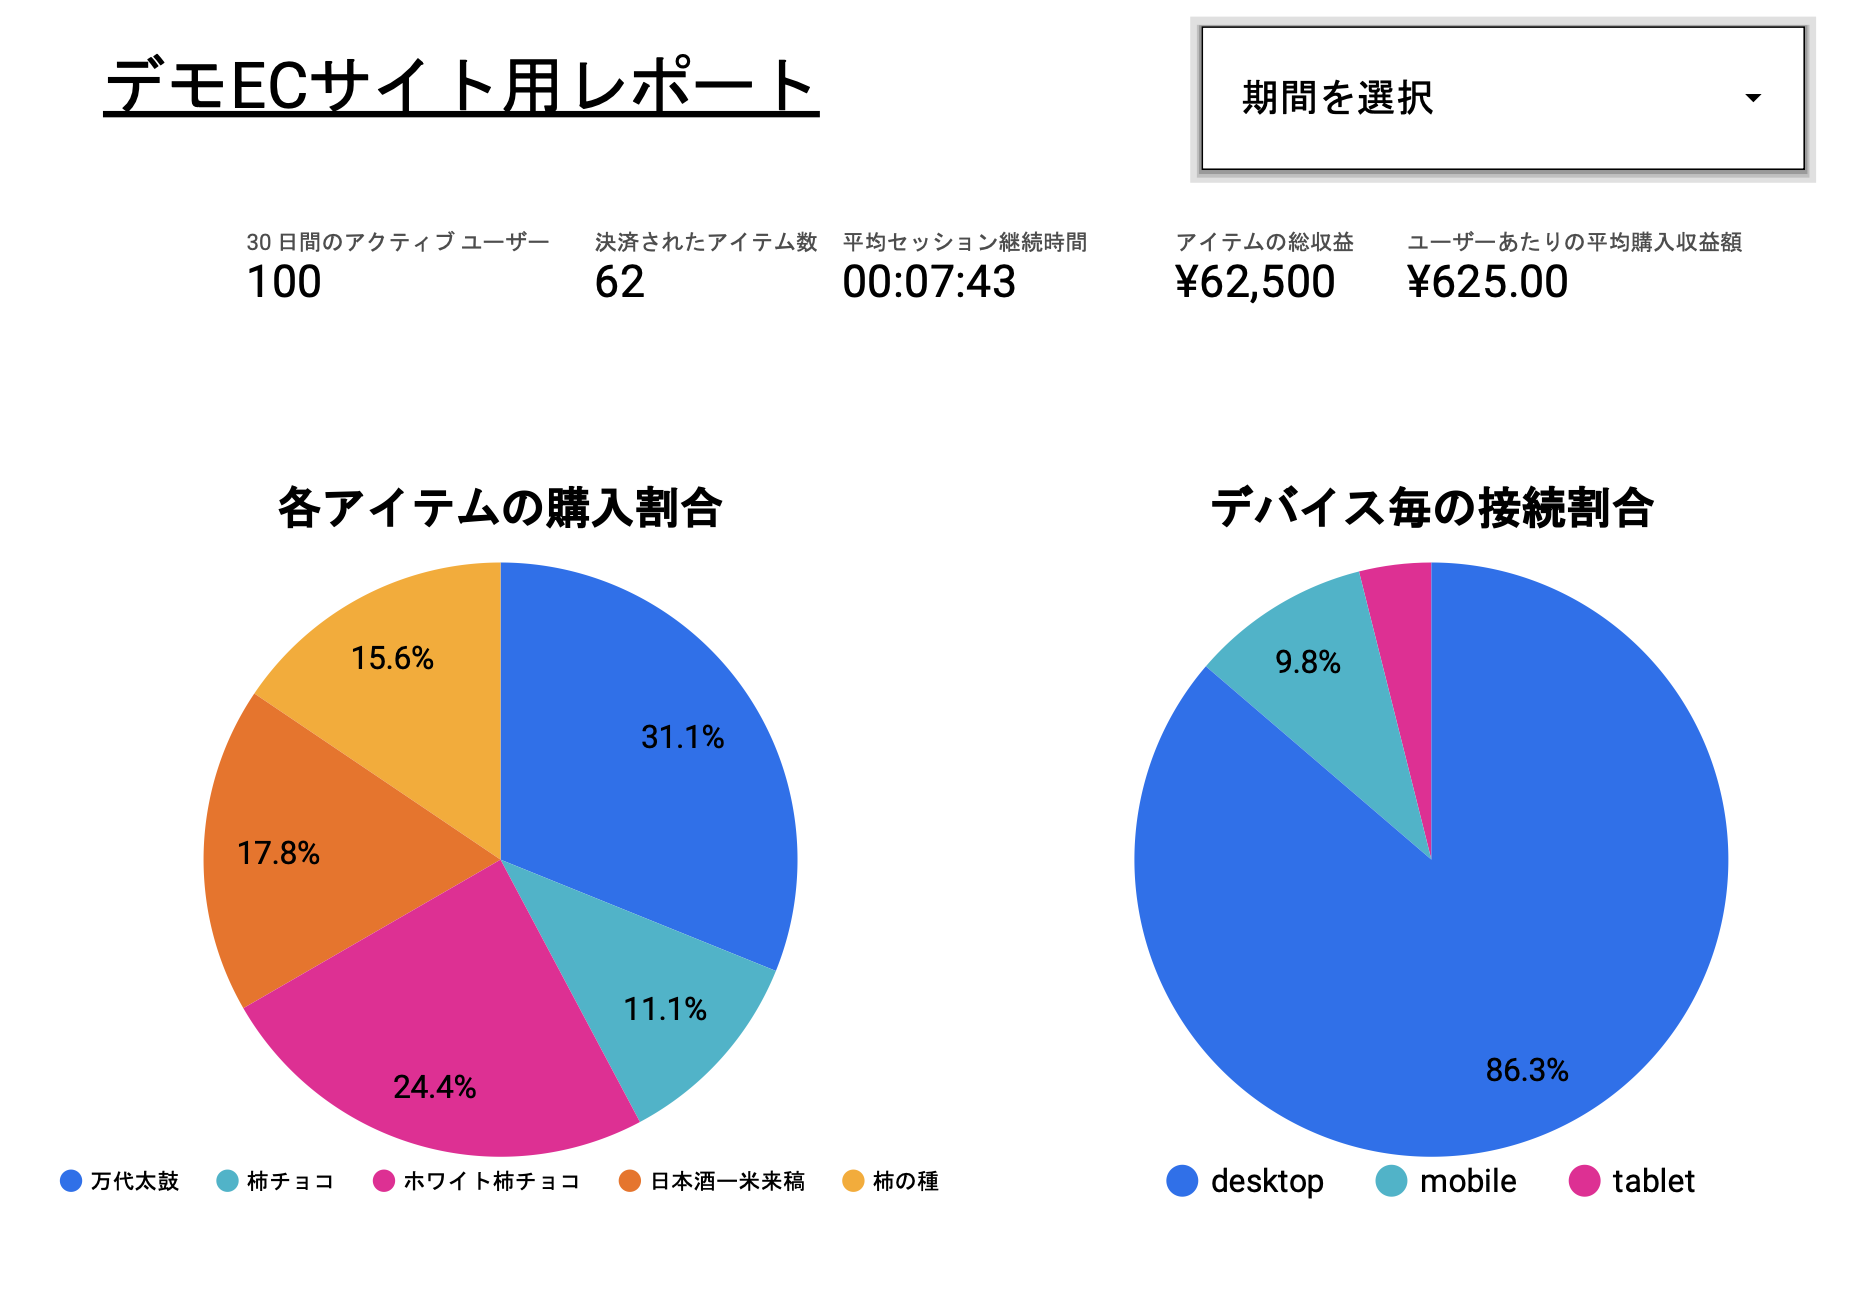 デモECサイト用レポート
期間を選択
30 日間のアクティブ ユーザー
100
決済されたアイテム数
62
平均セッション継続時間
00:07:43
アイテムの総収益
¥62,500
ユーザーあたりの平均購入収益額
¥625.00
各アイテムの購入割合
15.6%
31.1%
17.8%
11.1%
24.4%
万代太鼓
柿チョコ
ホワイト柿チョコ
日本酒一米来稿
柿の種
デバイス毎の接続割合
9.8%
86.3%
desktop
mobile
tablet